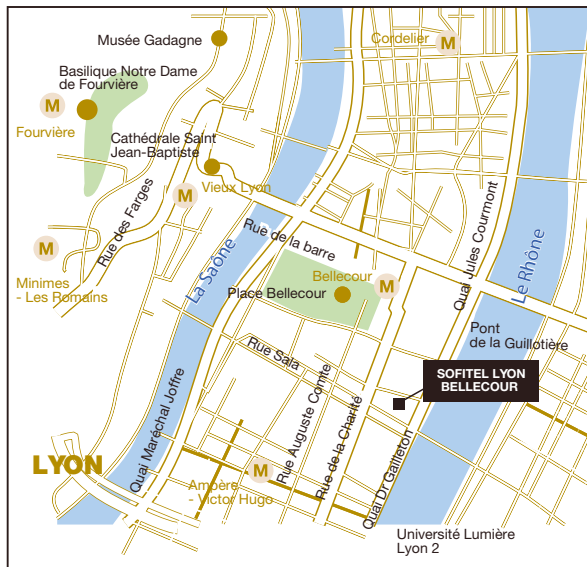 Musée Gadagne
Cordelier
M
Basilique Notre Dame
de Fourvière
M
Fourvière
Cathédrale Saint
Jean-Baptiste
Vieux Lyon
M
Rue des Farges
M
Minimes
- Les Romains
La Saône
Rue de la barre
Quai Jules Courmont
Le Rhône
Bellecour
M
Place Bellecour
Pont
de la Guillotière
Rue Sala
SOFITEL LYON
BELLECOUR
Quai Maréchal Joffre
Rue Auguste Comte
Rue de la Charité
Quai Dr Gailleton
LYON
M
Ampère
- Victor Hugo
Université Lumière
Lyon 2